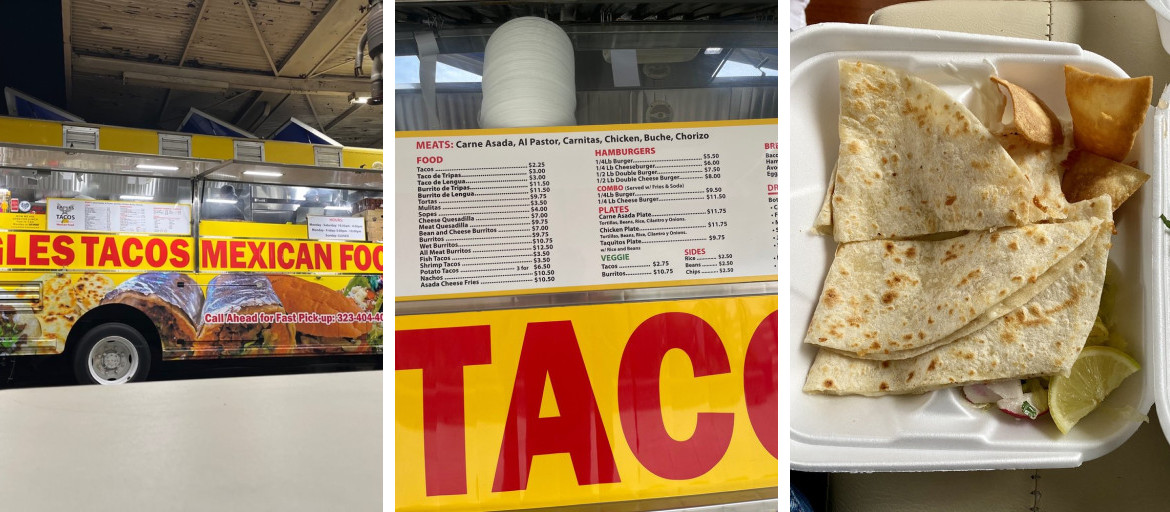 GLES TACOS MEXICAN FOO
TACOS
Call Ahead for Fast Pick-up: 323-404-40
MEATS: Carne Asada, Al Pastor, Carnitas, Chicken, Buche, Chorizo
FOOD
Tacos $2.25
Taco de Tripas $3.00
Taco de Lengua $3.00
Burrito de Tripas $11.50
Burrito de Lengua $11.50
Tortas $9.75
Mulitas $3.50
Sopes $4.00
Cheese Quesadilla $7.00
Meat Quesadilla $9.75
Bean and Cheese Burritos $7.00
Burritos $9.75
Wet Burritos $10.75
All Meat Burritos $12.50
Fish Tacos $3.50
Shrimp Tacos $3.50
Potato Tacos 3 for $6.50
Nachos $10.50
Asada Cheese Fries $10.50
HAMBURGERS
1/4Lb Burger $5.50
1/4 Lb Cheeseburger $6.00
1/2 Lb Double Burger $7.50
1/2 Lb Double Cheese Burger $8.00
COMBO (Served w/ Fries & Soda)
1/4Lb Burger $9.50
1/4 Lb Cheese Burger $11.50
PLATES
Carne Asada Plate $11.75
Tortillas, Beans, Rice, Cilantro y Onions.
Chicken Plate $11.75
Tortillas, Beans, Rice, Cilantro y Onions.
Taquitos Plate $9.75
w/ Rice and Beans
VEGGIE
Tacos $2.75
Burritos $10.75
SIDES
Rice $2.50
Beans $2.50
Chips $2.50
TACO